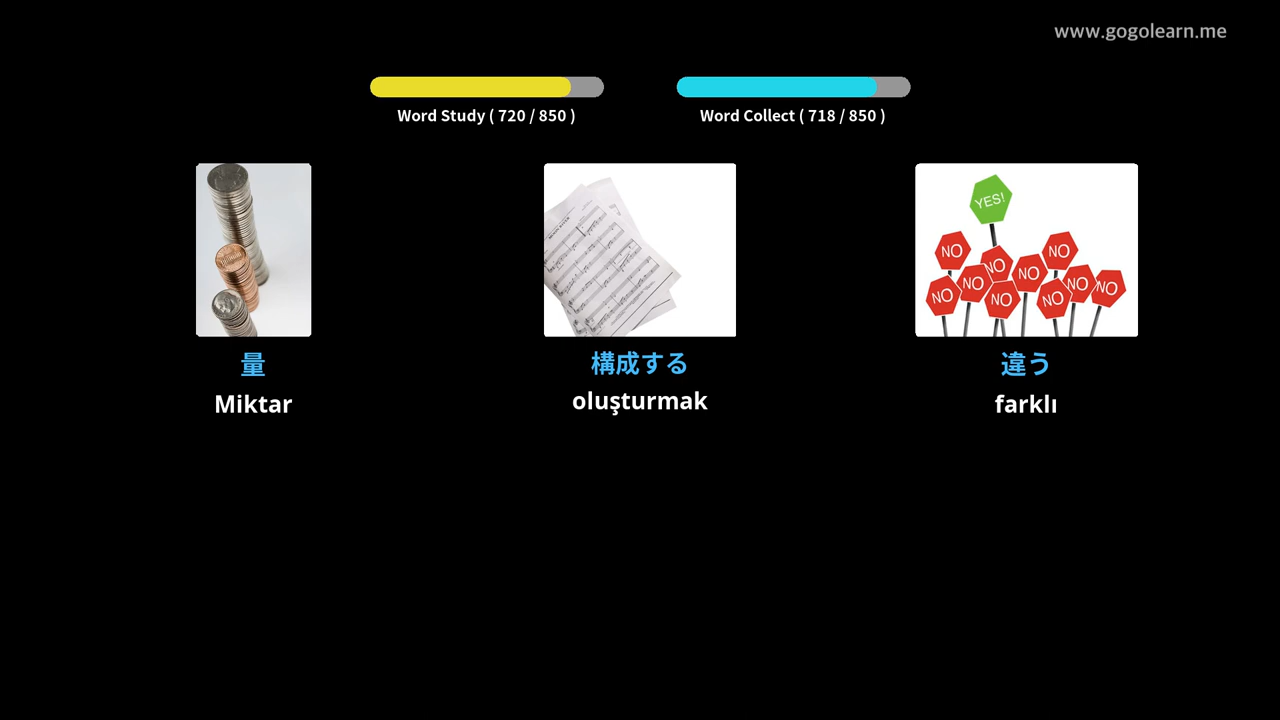 www.gogolearn.me
Word Study ( 720 / 850 )
Word Collect ( 718 / 850 )
YES!
NO
NO
NO
NO
NO
NO
NO
NO
NO
NO
量
構成する
違う
Miktar
oluşturmak
farklı